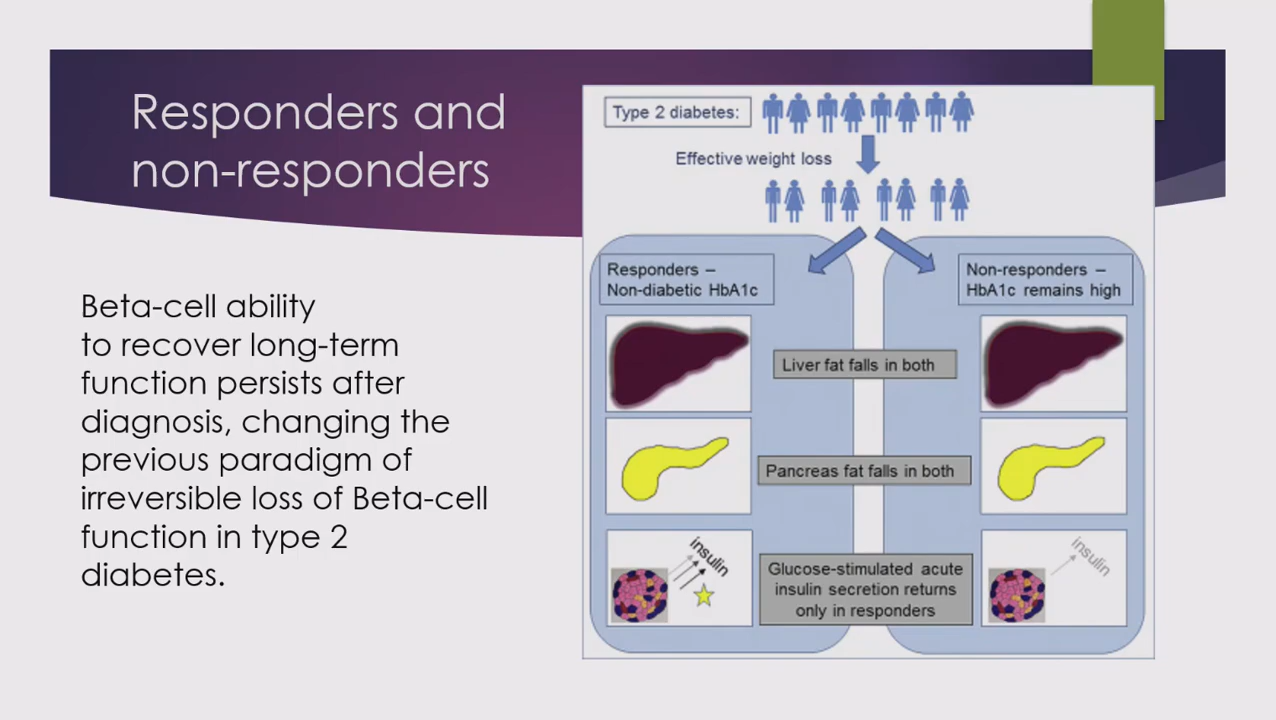 Responders and
non-responders
Beta-cell ability
to recover long-term
function persists after
diagnosis, changing the
previous paradigm of
irreversible loss of Beta-cell
function in type 2
diabetes.
Type 2 diabetes:
Effective weight loss
Responders –
Non-diabetic HbA1c
Non-responders –
HbA1c remains high
Liver fat falls in both
Pancreas fat falls in both
insulin
Glucose-stimulated acute
insulin secretion returns
only in responders
insulin